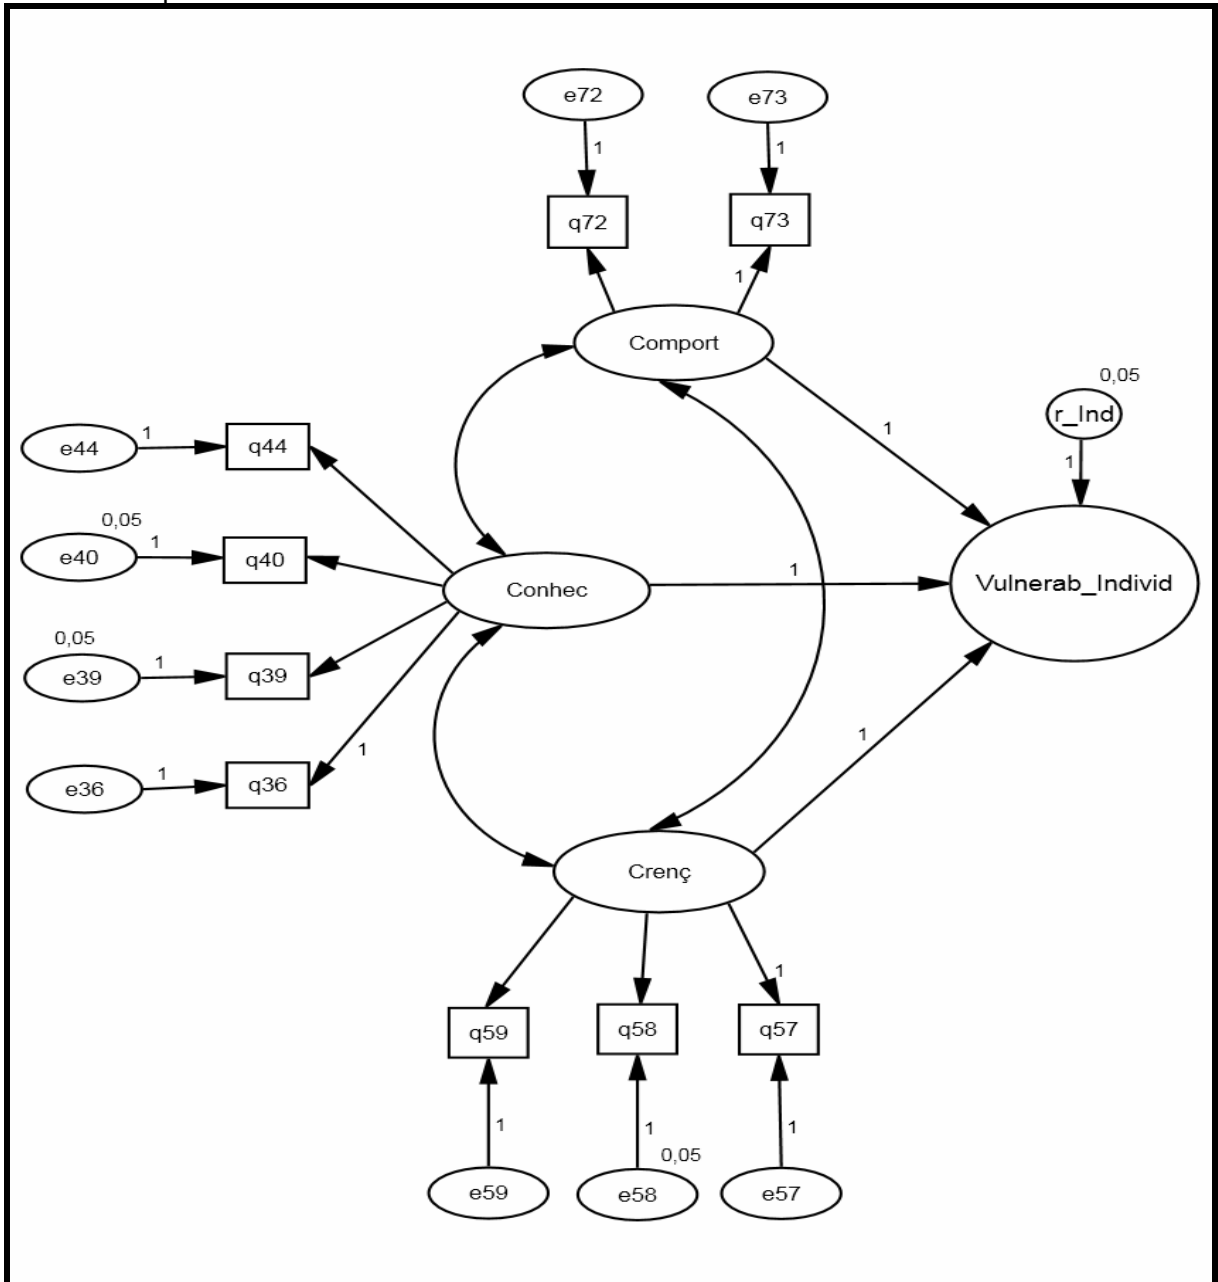 e72
e73
1
1
q72
q73
1
Comport
0,05
r_Ind
1
1
e44
1
q44
0,05
e40
1
q40
Conhec
1
Vulnerab_Individ
0,05
e39
1
q39
e36
1
q36
1
1
Crenç
1
q59
q58
q57
1
1
1
0,05
e59
e58
e57